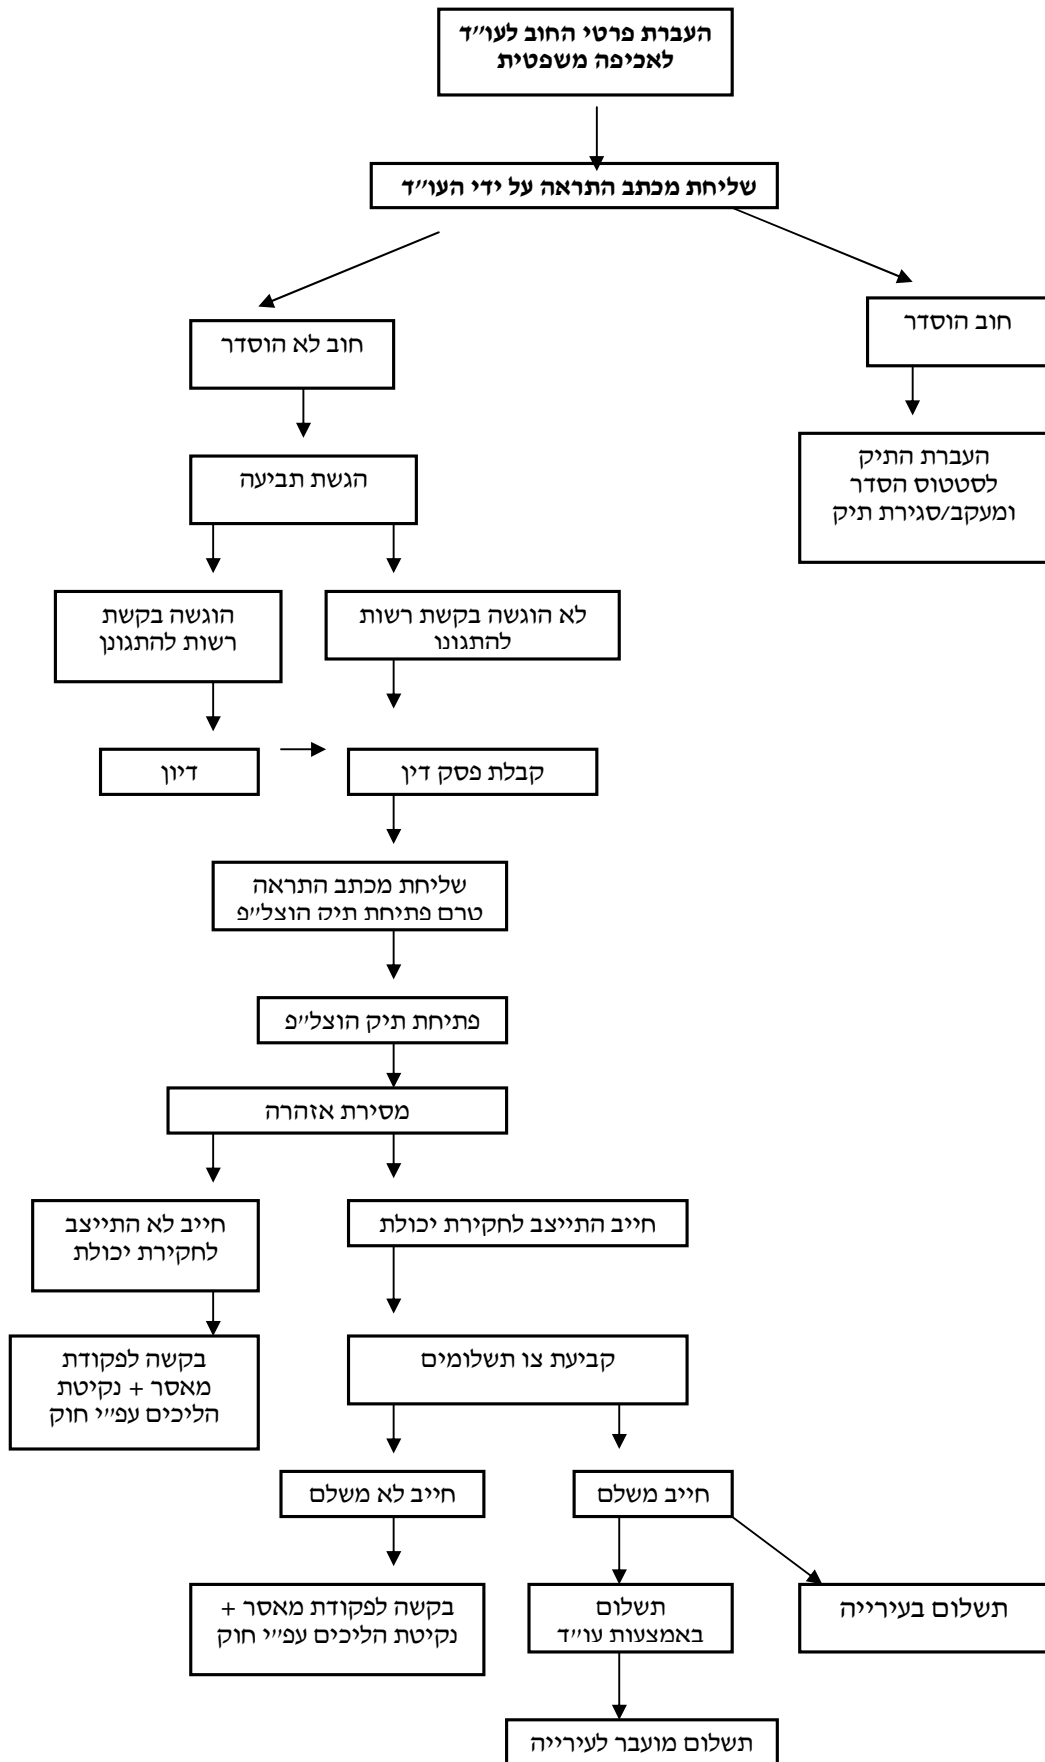 העברת פרטי החוב לעו״ד
לאכיפה משפטית
שליחת מכתב התראה על ידי העו״ד
חוב הוסדר
חוב לא הוסדר
העברת התיק
לסטטוס הסדר
ומעקב/סגירת תיק
הגשת תביעה
לא הוגשה בקשת רשות
להתגונן
הוגשה בקשת
רשות להתגונן
דיון
קבלת פסק דין
שליחת מכתב התראה
טרם פתיחת תיק הוצל״פ
פתיחת תיק הוצל״פ
מסירת אזהרה
חייב התייצב לחקירת יכולת
חייב לא התייצב
לחקירת יכולת
קביעת צו תשלומים
בקשה לפקודת
מאסר + נקיטת
הליכים עפ״י חוק
חייב משלם
חייב לא משלם
תשלום בעירייה
תשלום
באמצעות עו״ד
בקשה לפקודת מאסר +
נקיטת הליכים עפ״י חוק
תשלום מועבר לעירייה